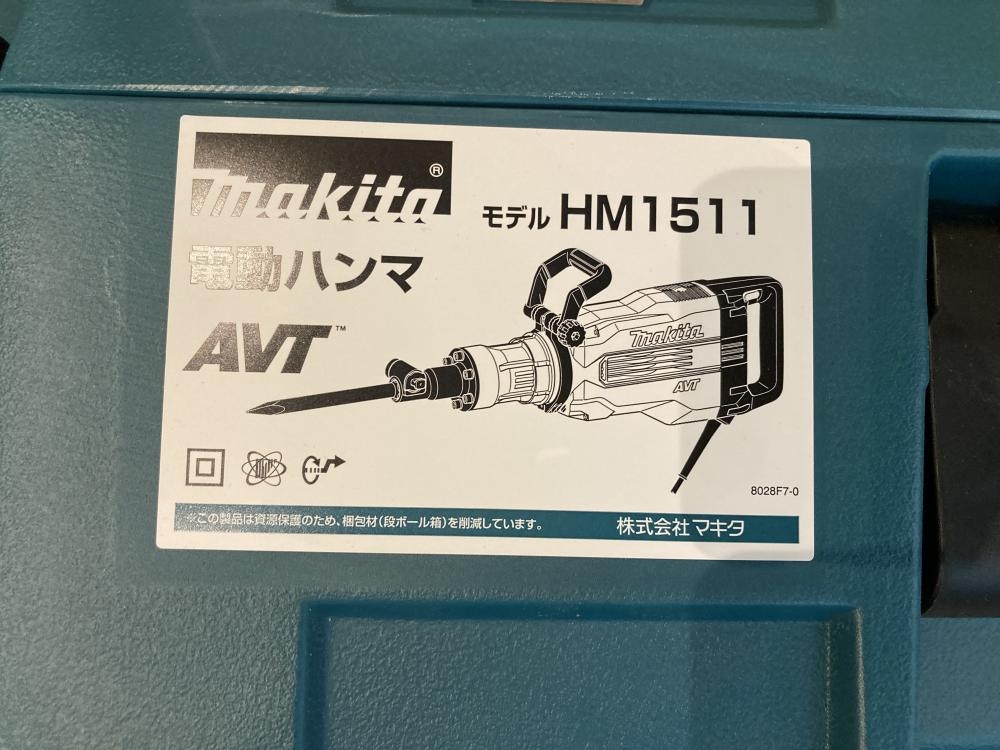 makita®
モデル HM1511
電動ハンマ
AVT™
makita
AVT
8028F7-0
※この製品は資源保護のため、梱包材(段ボール箱)を削減しています。
株式会社マキタ